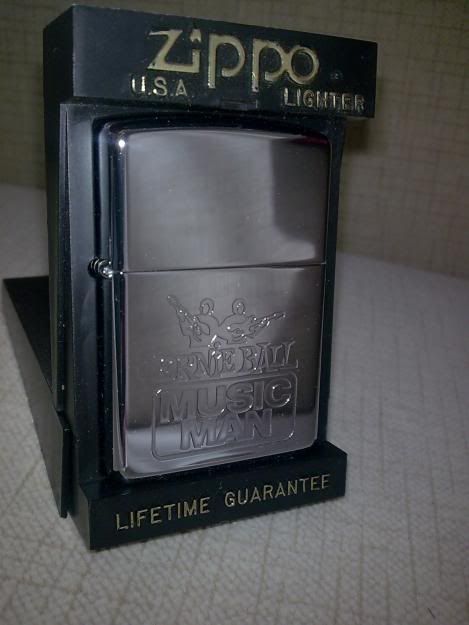 Zippo
U.S.A LIGHTER
ERNIE BALL
MUSIC
MAN
LIFETIME GUARANTEE